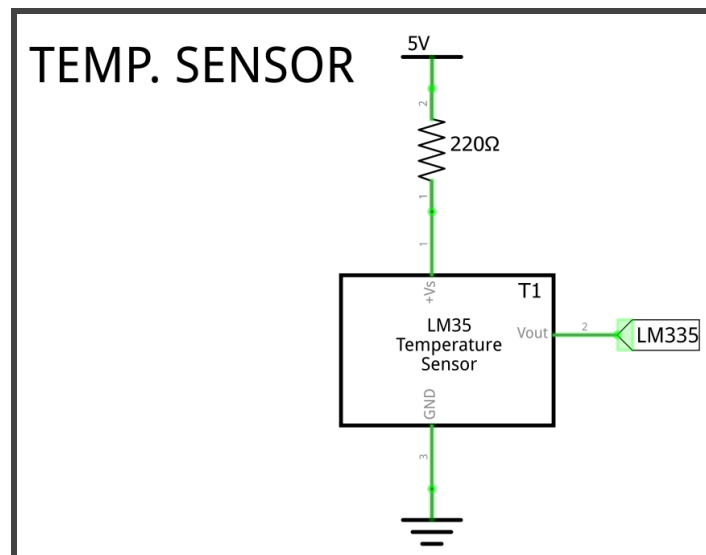 TEMP. SENSOR
5V
2
220Ω
1
1
+Vs
T1
LM35
Temperature
Sensor
Vout
2
LM335
GND
3